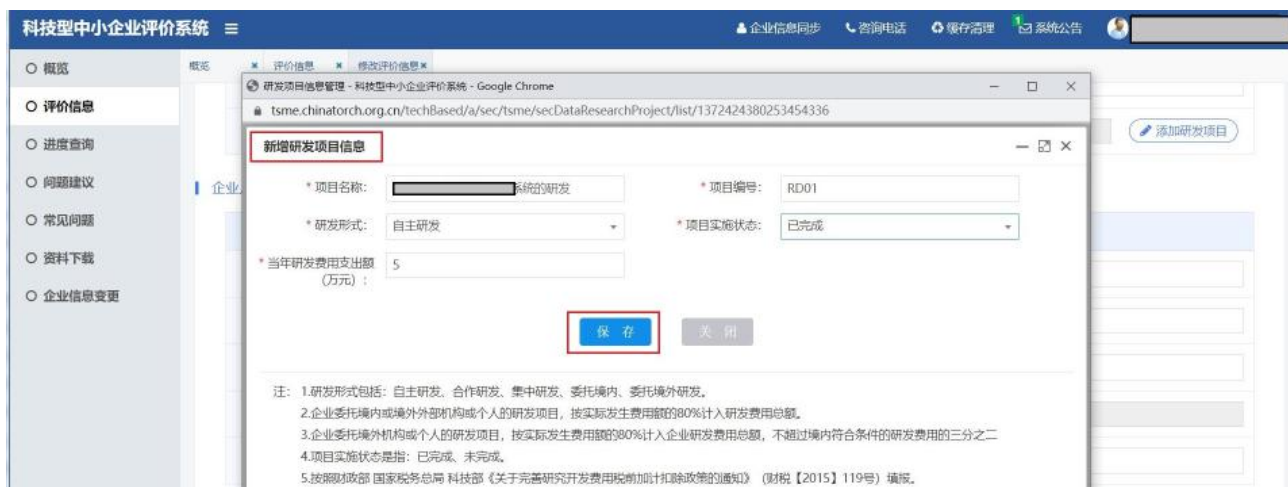 科技型中小企业评价系统
企业信息同步 咨询电话 缓存清理 1 系统公告
概览
评价信息
进度查询
问题建议
常见问题
资料下载
企业信息变更
概览 评价信息 修改评价信息
研发项目信息管理 - 科技型中小企业评价系统 - Google Chrome
tsme.chinatorch.org.cn/techBased/a/sec/tsme/secDataResearchProject/list/1372424380253454336
添加研发项目
企业
新增研发项目信息
* 项目名称: 系统的研发 * 项目编号: RD01
* 研发形式: 自主研发 * 项目实施状态: 已完成
* 当年研发费用支出额 5
(万元) :
保 存 关 闭
注: 1.研发形式包括:自主研发、合作研发、集中研发、委托境内、委托境外研发。
2.企业委托境内或境外外部机构或个人的研发项目,按实际发生费用额的80%计入研发费用总额。
3.企业委托境外机构或个人的研发项目,按实际发生费用额的80%计入企业研发费用总额,不超过境内符合条件的研发费用的三分之二
4.项目实施状态是指:已完成、未完成。
5.按照财政部 国家税务总局 科技部《关于完善研究开发费用税前加计扣除政策的通知》(财税【2015】119号)填报。